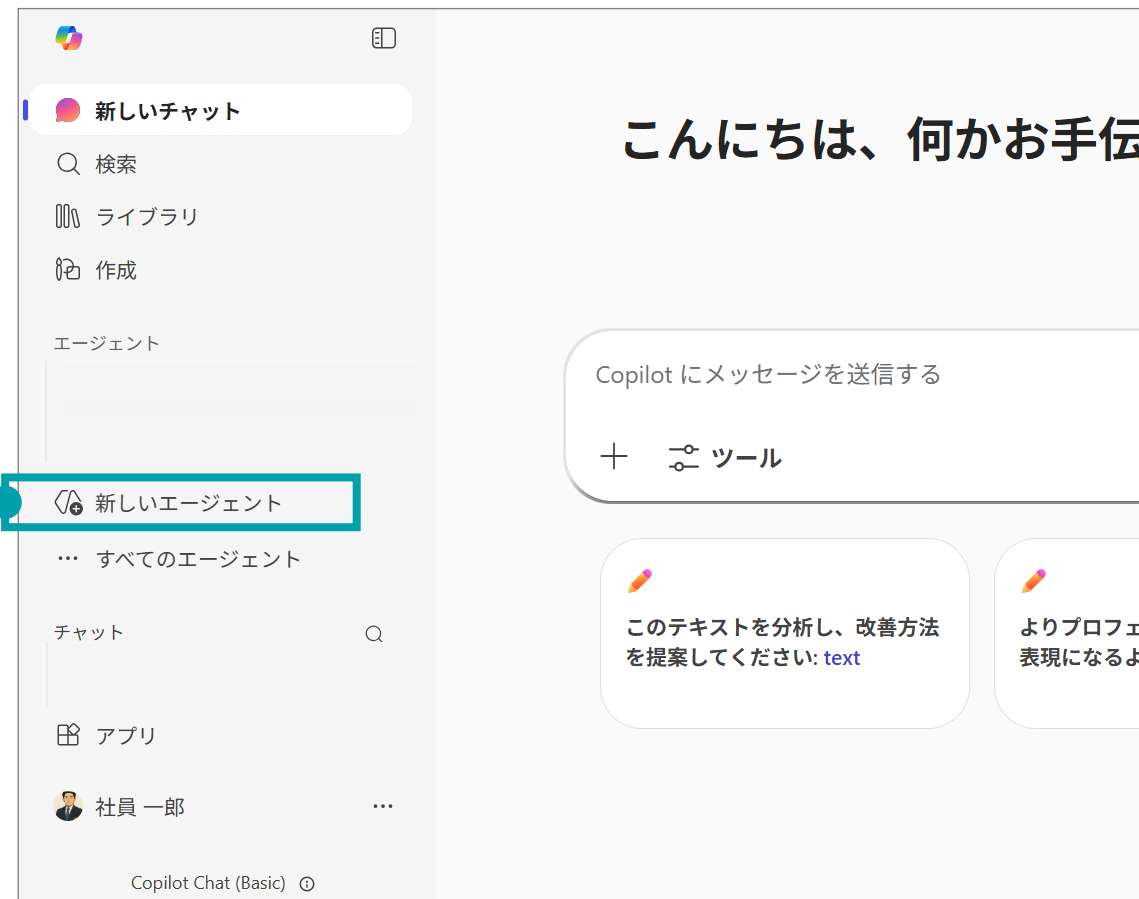 新しいチャット
検索
ライブラリ
作成
エージェント
新しいエージェント
すべてのエージェント
チャット
アプリ
社員 一郎
Copilot Chat (Basic)
こんにちは、何かお手伝
Copilot にメッセージを送信する
ツール
このテキストを分析し、改善方法
を提案してください: text
よりプロフェ
表現になるよ